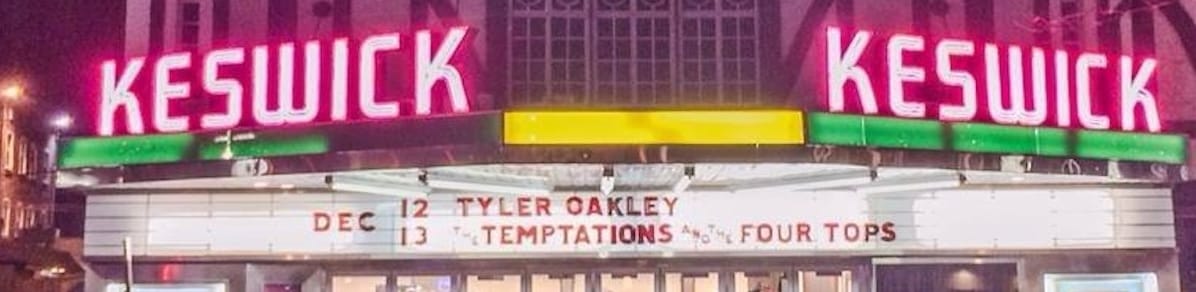 KESWICK
KESWICK
DEC 12 TYLER OAKLEY
13 THE TEMPTATIONS AND THE FOUR TOPS